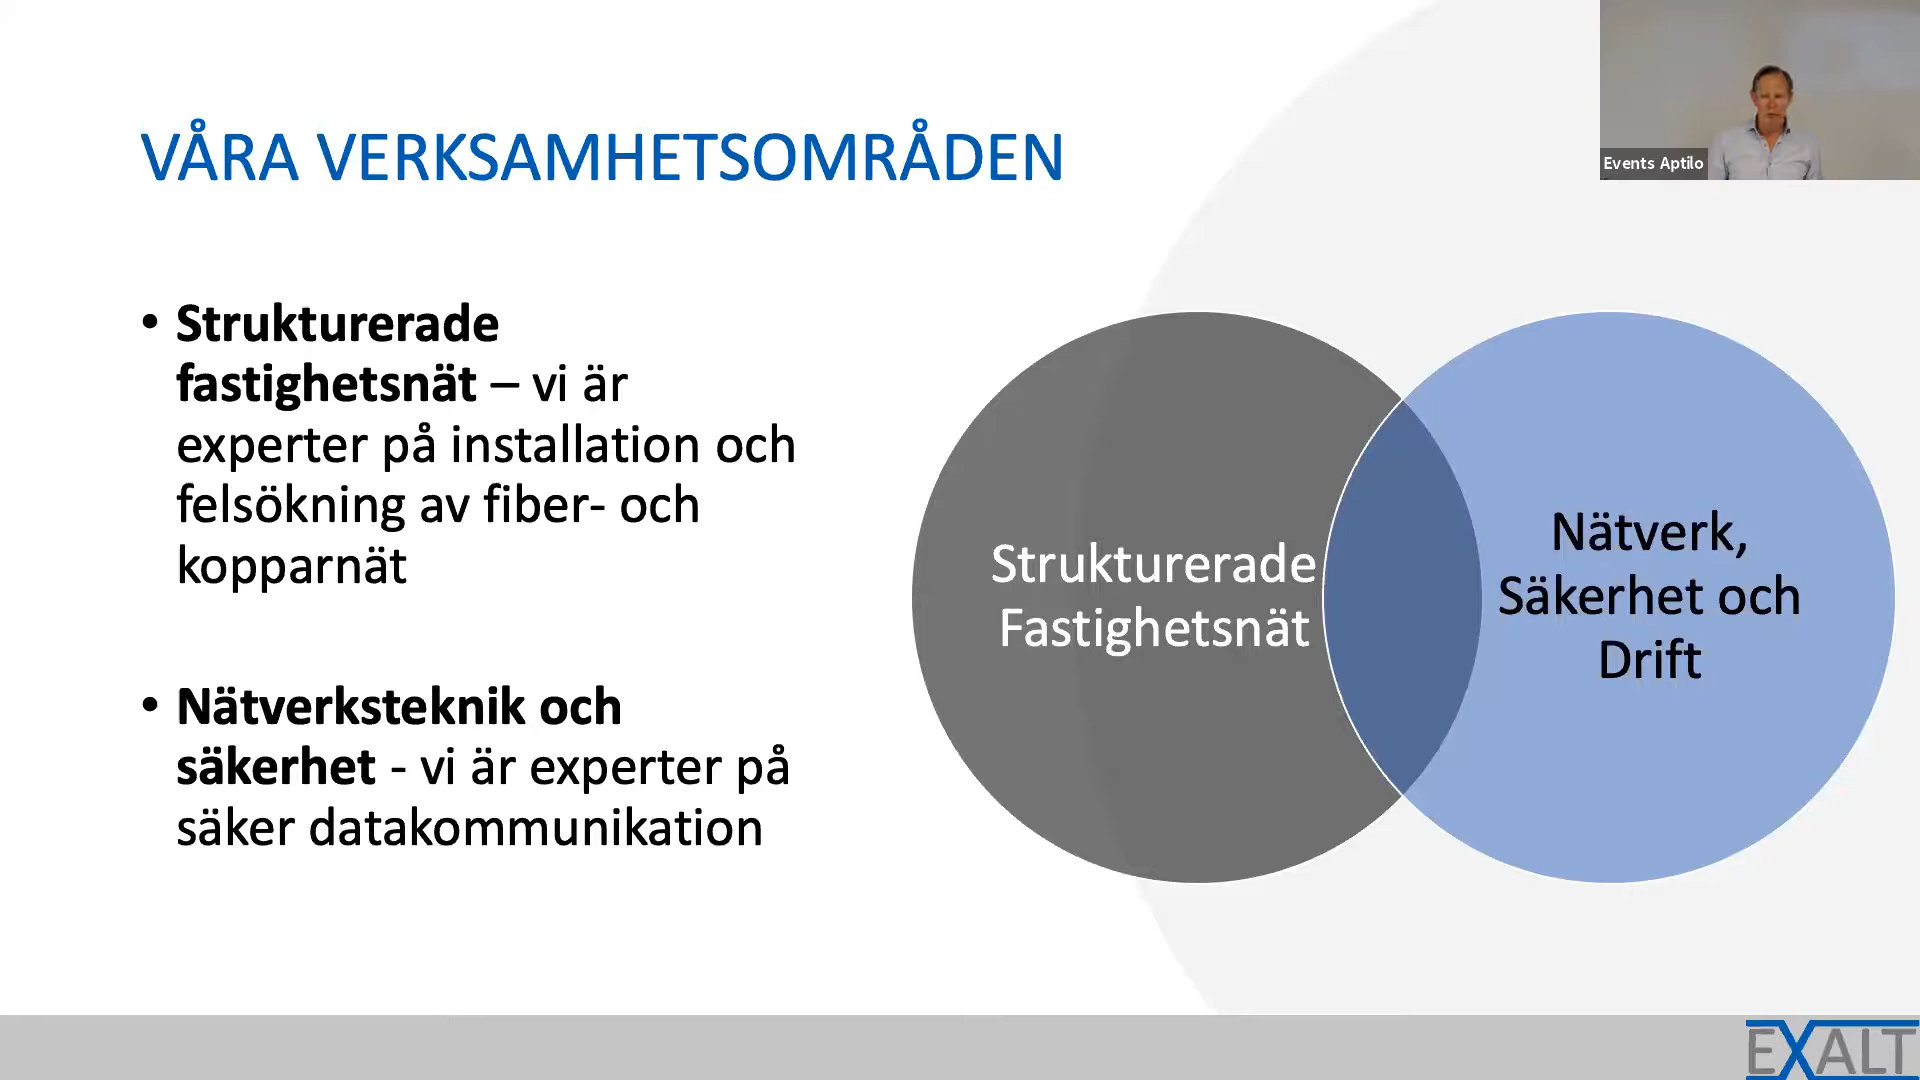 VÅRA VERKSAMHETSOMRÅDEN
Events Aptilo
• Strukturerade
fastighetsnät – vi är
experter på installation och
felsökning av fiber- och
kopparnät
• Nätverksteknik och
säkerhet - vi är experter på
säker datakommunikation
Strukturerade
Fastighetsnät
Nätverk,
Säkerhet och
Drift
EXALT